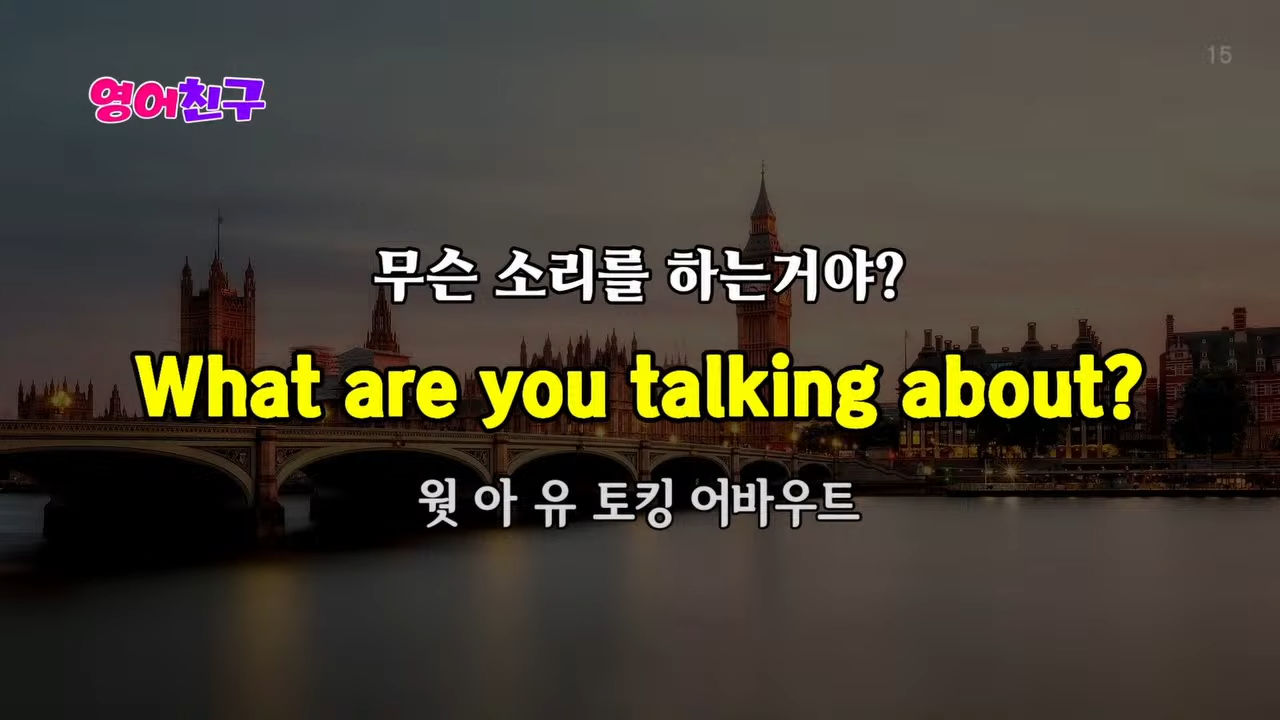 15
영어친구
무슨 소리를 하는거야?
What are you talking about?
웟 아 유 토킹 어바우트